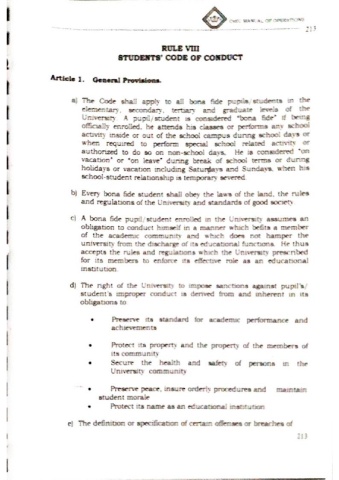 MANUAL OF OPERATIONS
213
RULE VIII
STUDENTS' CODE OF CONDUCT
Article 1. General Provisions.
a) The Code shall apply to all bona fide pupils/students in the
elementary, secondary, tertiary and graduate levels of the
University. A pupil/student is considered "bona fide" if being
officially enrolled, he attends his classes or performs any school
activity inside or out of the school campus during school days or
when required to perform special school related activity or
authorized to do so on non-school days. He is considered "on
vacation" or "on leave" during break of school terms or during
holidays or vacation including Saturdays and Sundays, when his
school-student relationship is temporary severed.
b) Every bona fide student shall obey the laws of the land, the rules
and regulations of the University and standards of good society.
c) A bona fide pupil/student enrolled in the University assumes an
obligation to conduct himself in a manner which befits a member
of the academic community and which does not hamper the
university from the discharge of its educational functions. He thus
accepts the rules and regulations which the University prescribed
for its members to enforce its effective role as an educational
institution.
d) The right of the University to impose sanctions against pupil's/
student's improper conduct is derived from and inherent in its
obligations to:
• Preserve its standard for academic performance and
achievements
• Protect its property and the property of the members of
its community
• Secure the health and safety of persons in the
University community
• Preserve peace, insure orderly procedures and maintain
student morale
• Protect its name as an educational institution
e) The definition or specification of certain offenses or breaches of
213